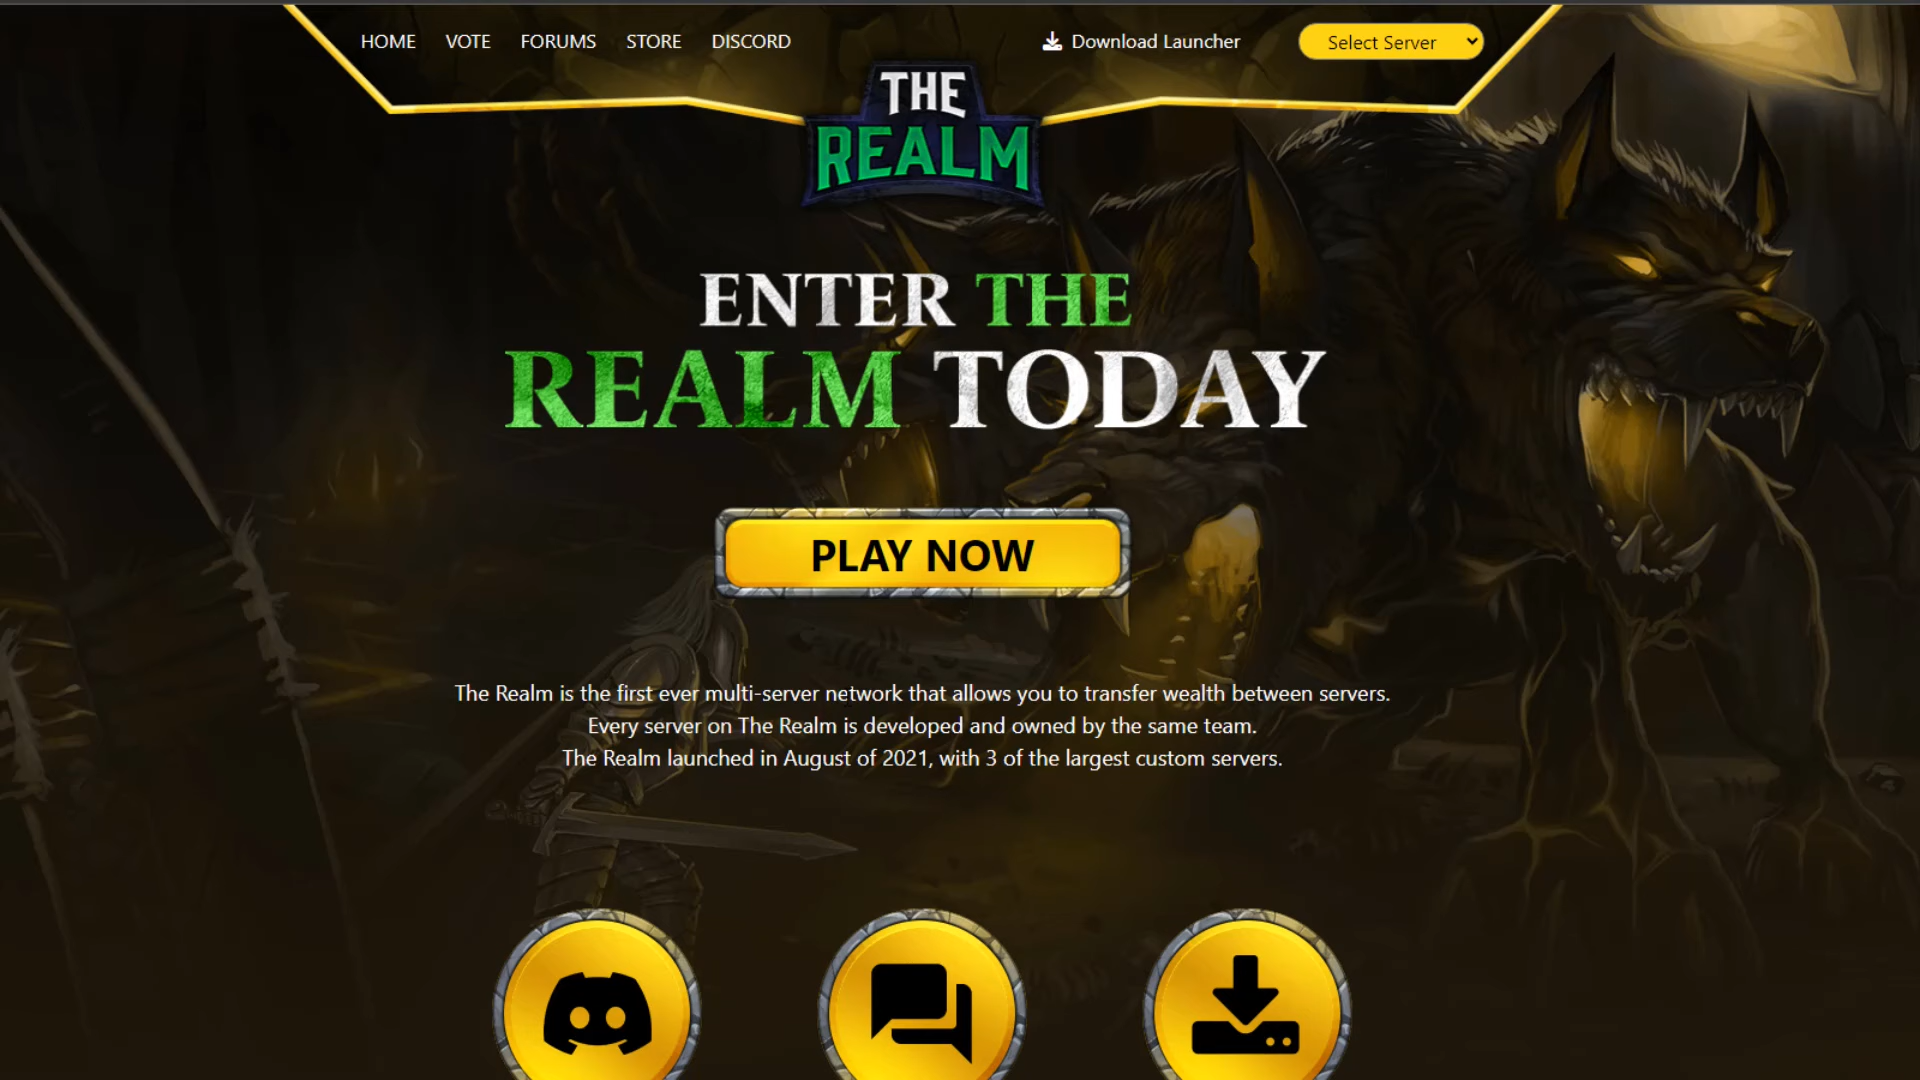 HOME VOTE FORUMS STORE DISCORD Download Launcher Select Server
THE
REALM
ENTER THE
REALM TODAY
PLAY NOW
The Realm is the first ever multi-server network that allows you to transfer wealth between servers.
Every server on The Realm is developed and owned by the same team.
The Realm launched in August of 2021, with 3 of the largest custom servers.